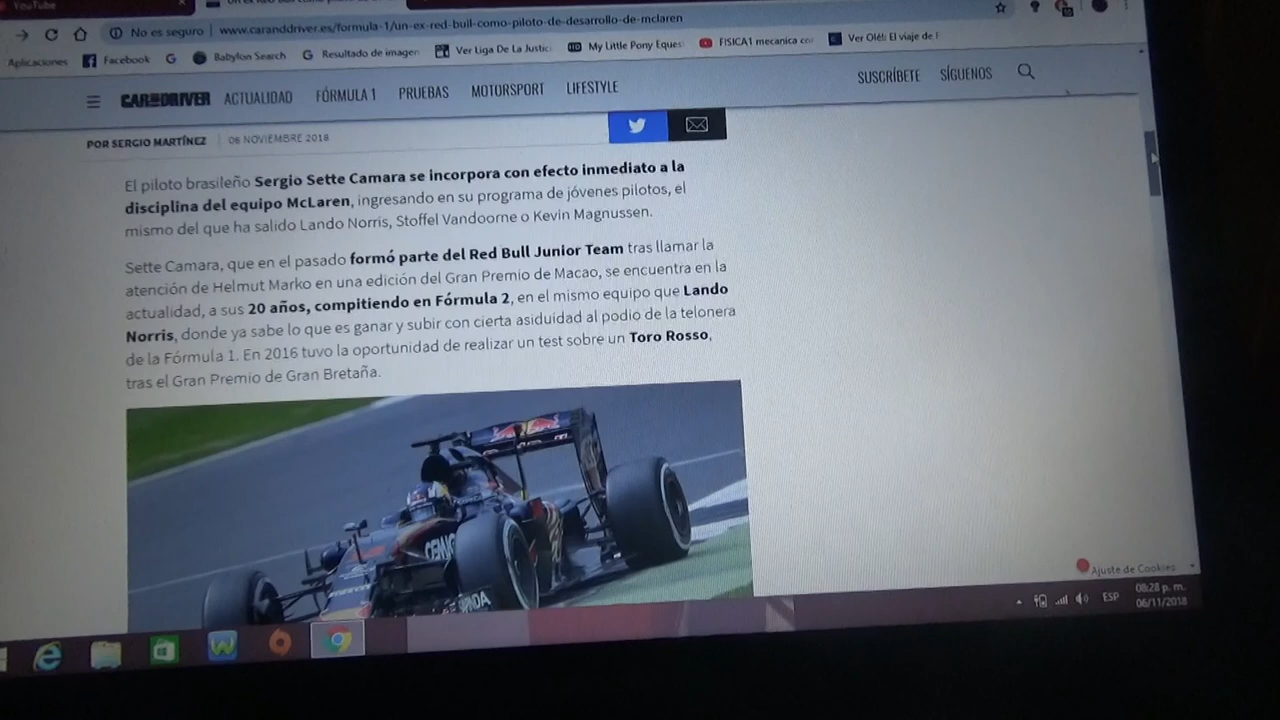 YouTube
No es seguro | www.caranddriver.es/formula-1/un-ex-red-bull-como-piloto-de-desarrollo-de-mclaren
Aplicaciones Facebook Babylon Search Resultado de imagen Ver Liga De La Justic My Little Pony Eques FISICA1 mecanica Ver Olé! El viaje de
CAR AND DRIVER ACTUALIDAD FÓRMULA 1 PRUEBAS MOTORSPORT LIFESTYLE SUSCRÍBETE SÍGUENOS
POR SERGIO MARTÍNEZ | 06 NOVIEMBRE 2018
El piloto brasileño Sergio Sette Camara se incorpora con efecto inmediato a la
disciplina del equipo McLaren, ingresando en su programa de jóvenes pilotos, el
mismo del que ha salido Lando Norris, Stoffel Vandoorne o Kevin Magnussen.
Sette Camara, que en el pasado formó parte del Red Bull Junior Team tras llamar la
atención de Helmut Marko en una edición del Gran Premio de Macao, se encuentra en la
actualidad, a sus 20 años, compitiendo en Fórmula 2, en el mismo equipo que Lando
Norris, donde ya sabe lo que es ganar y subir con cierta asiduidad al podio de la telonera
de la Fórmula 1. En 2016 tuvo la oportunidad de realizar un test sobre un Toro Rosso,
tras el Gran Premio de Gran Bretaña.
Ajuste de Cookies
ESP
08:28 p. m.
06/11/2018